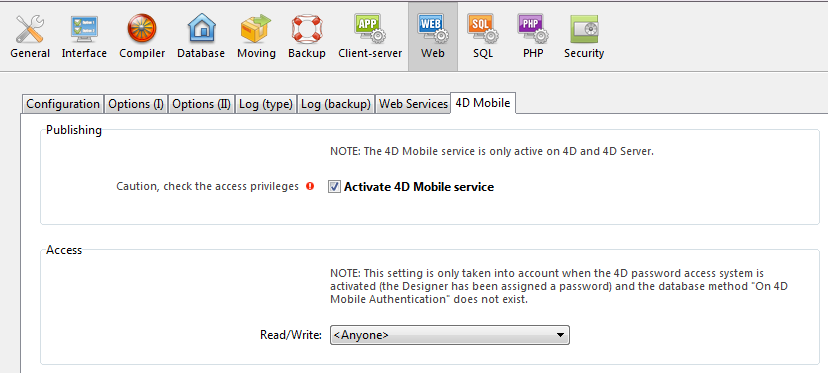 APP WEB SQL PHP
General Interface Compiler Database Moving Backup Client-server Web SQL PHP Security
Configuration Options (I) Options (II) Log (type) Log (backup) Web Services 4D Mobile
Publishing
NOTE: The 4D Mobile service is only active on 4D and 4D Server.
Caution, check the access privileges Activate 4D Mobile service
Access
NOTE: This setting is only taken into account when the 4D password access system is
activated (the Designer has been assigned a password) and the database method "On 4D
Mobile Authentication" does not exist.
Read/Write: <Anyone>